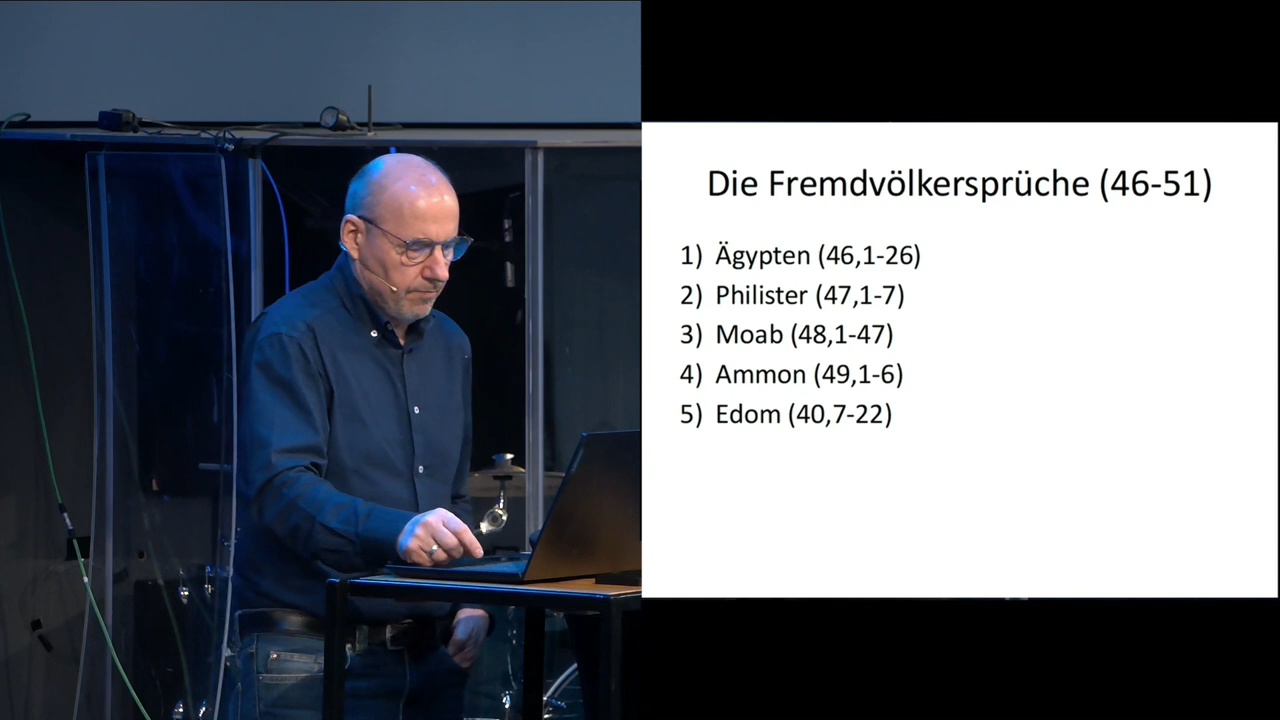 Die Fremdvölkersprüche (46-51)
1) Ägypten (46,1-26)
2) Philister (47,1-7)
3) Moab (48,1-47)
4) Ammon (49,1-6)
5) Edom (40,7-22)